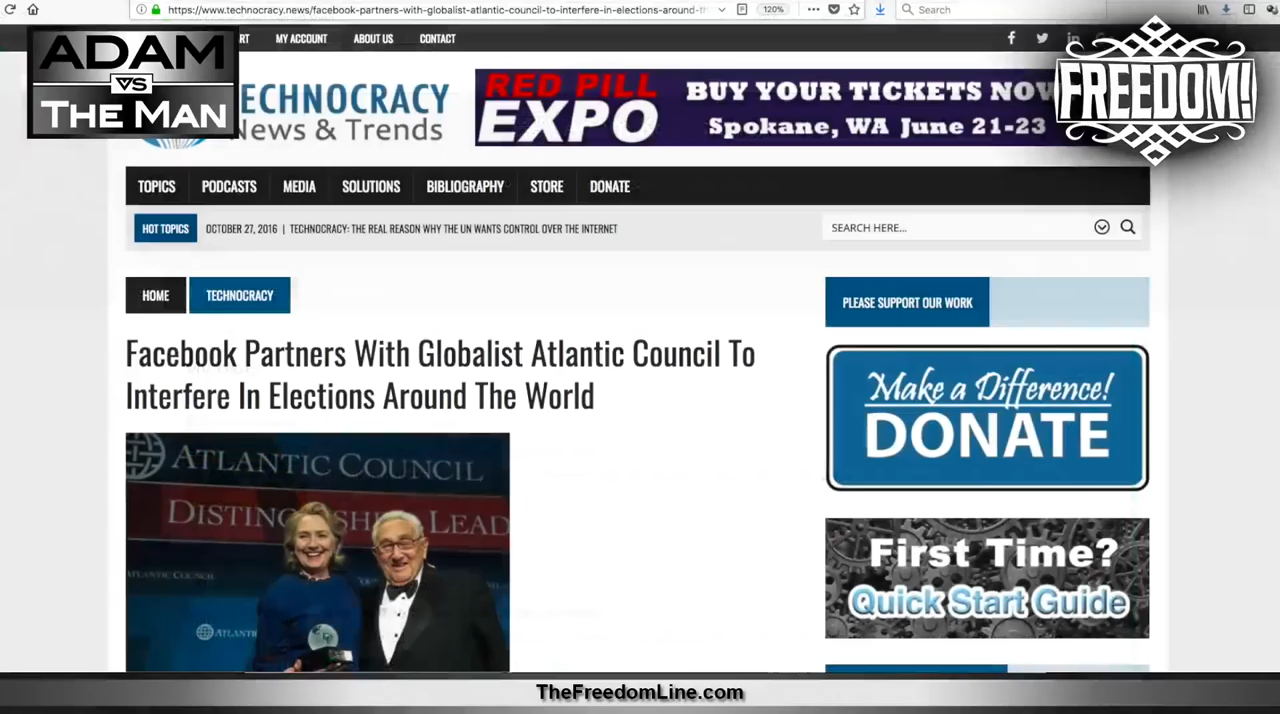 https://www.technocracy.news/facebook-partners-with-globalist-atlantic-council-to-interfere-in-elections-around-
120%
Search
ADAM
VS
THE MAN
MY ACCOUNT
ABOUT US
CONTACT
FREEDOM!
TECHNOCRACY
News & Trends
RED PILL
EXPO
BUY YOUR TICKETS NOW
Spokane, WA June 21-23
TOPICS
PODCASTS
MEDIA
SOLUTIONS
BIBLIOGRAPHY
STORE
DONATE
HOT TOPICS
OCTOBER 27, 2016 | TECHNOCRACY: THE REAL REASON WHY THE UN WANTS CONTROL OVER THE INTERNET
SEARCH HERE...
HOME
TECHNOCRACY
PLEASE SUPPORT OUR WORK
Facebook Partners With Globalist Atlantic Council To
Interfere In Elections Around The World
Make a Difference!
DONATE
ATLANTIC COUNCIL
ATLANTIC COUNCIL
ATLANTIC
First Time?
Quick Start Guide
TheFreedomLine.com